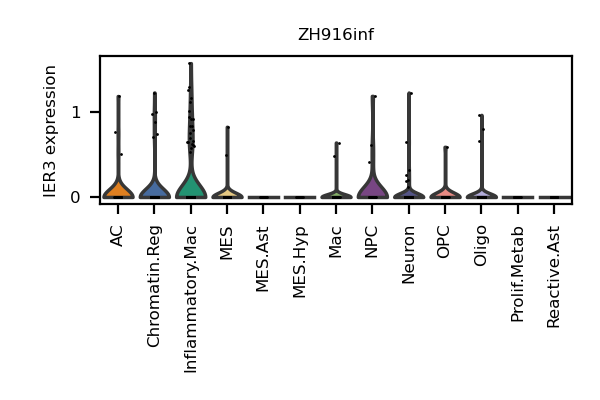 ZH916inf
IER3 expression
1
0
AC
Chromatin.Reg
Inflammatory.Mac
MES
MES.Ast
MES.Hyp
Mac
NPC
Neuron
OPC
Oligo
Prolif.Metab
Reactive.Ast